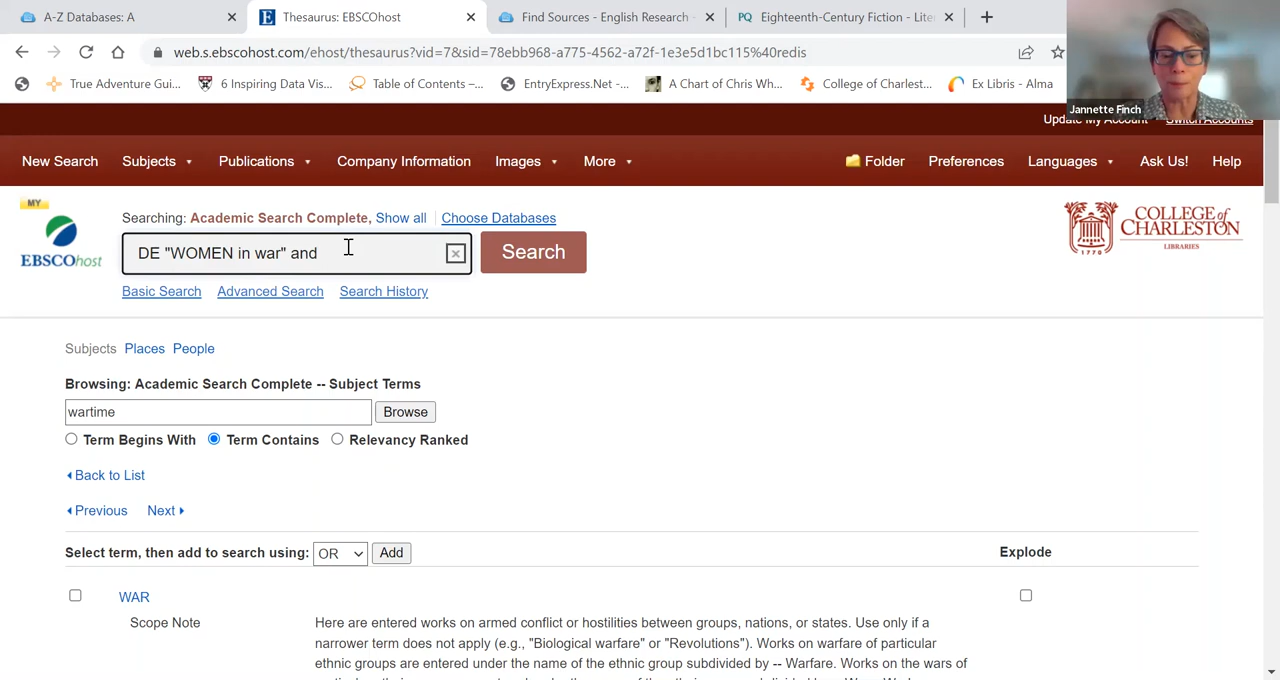 A-Z Databases: A
Thesaurus: EBSCOhost
Find Sources - English Research -
PQ Eighteenth-Century Fiction - Lite
web.s.ebscohost.com/ehost/thesaurus?vid=7&sid=78ebb968-a775-4562-a72f-1e3e5d1bc115%40redis
True Adventure Gui...
6 Inspiring Data Vis...
Table of Contents –...
EntryExpress.Net -...
A Chart of Chris Wh...
College of Charlest...
Ex Libris - Alma
Jannette Finch
Update My Account Switch Accounts
New Search Subjects Publications Company Information Images More Folder Preferences Languages Ask Us! Help
MY
EBSCOhost
Searching: Academic Search Complete, Show all Choose Databases
DE "WOMEN in war" and
Search
Basic Search Advanced Search Search History
COLLEGE of
CHARLESTON
LIBRARIES
1770
Subjects Places People
Browsing: Academic Search Complete -- Subject Terms
wartime Browse
Term Begins With Term Contains Relevancy Ranked
Back to List
Previous Next
Select term, then add to search using: OR Add Explode
WAR
Scope Note Here are entered works on armed conflict or hostilities between groups, nations, or states. Use only if a
narrower term does not apply (e.g., "Biological warfare" or "Revolutions"). Works on warfare of particular
ethnic groups are entered under the name of the ethnic group subdivided by -- Warfare. Works on the wars of